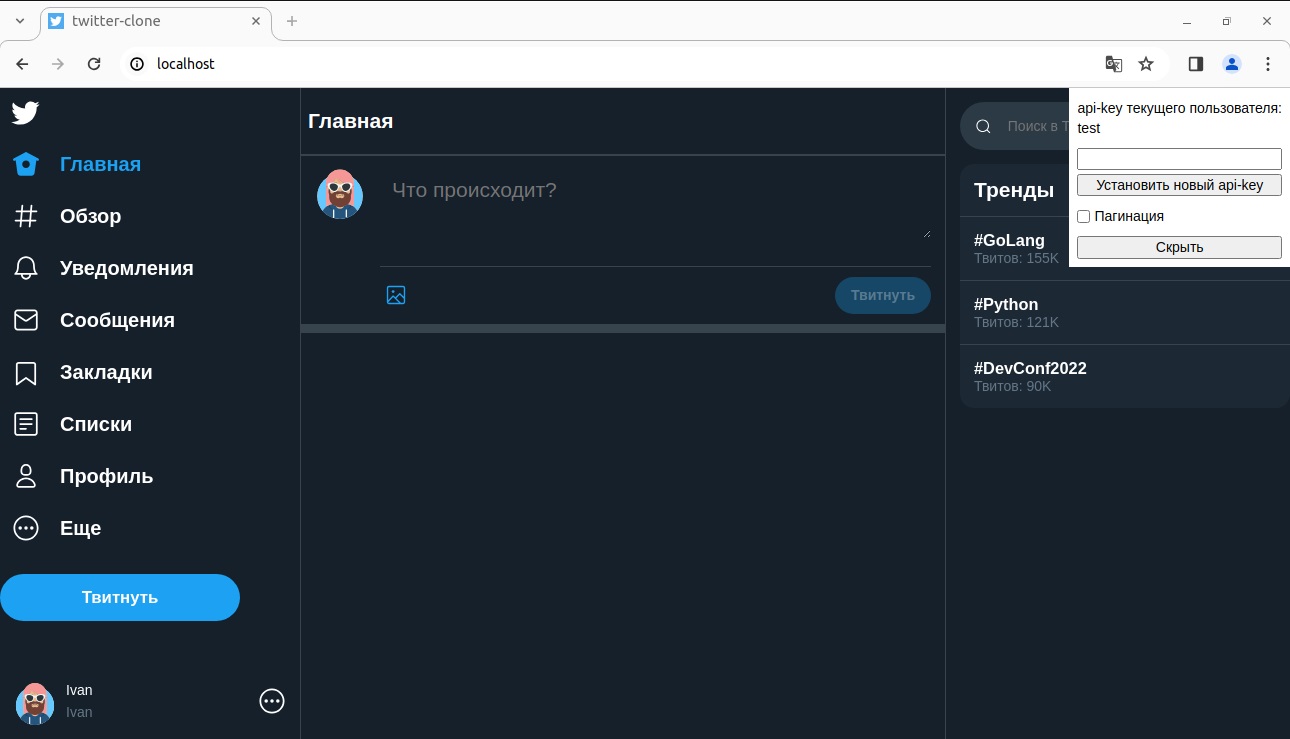 twitter-clone
localhost
Главная
Обзор
Уведомления
Сообщения
Закладки
Списки
Профиль
Еще
Твитнуть
Ivan
Ivan
Главная
Что происходит?
Твитнуть
Поиск в Т
Тренды
#GoLang
Твитов: 155K
#Python
Твитов: 121K
#DevConf2022
Твитов: 90K
api-key текущего пользователя:
test
Установить новый api-key
Пагинация
Скрыть